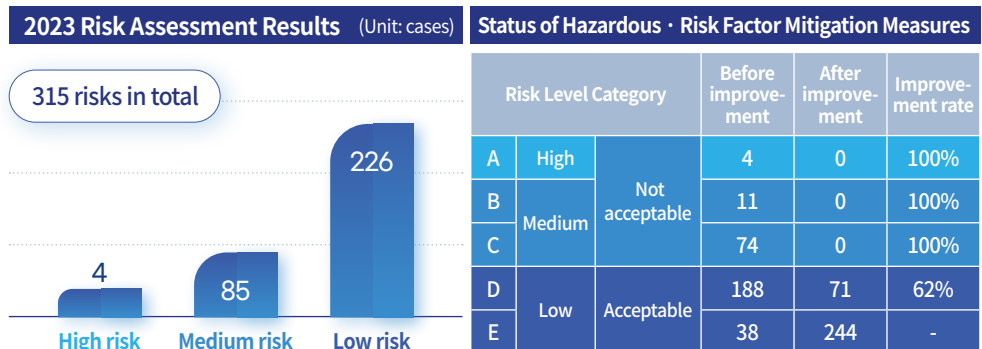 2023 Risk Assessment Results (Unit: cases)
315 risks in total
4
85
226
High risk Medium risk Low risk
Status of Hazardous · Risk Factor Mitigation Measures
Risk Level Category
Before
improve-
ment
After
improve-
ment
Improve-
ment rate
A High 4 0 100%
Not
acceptable
B 11 0 100%
Medium
C 74 0 100%
D 188 71 62%
Low Acceptable
E 38 244 -